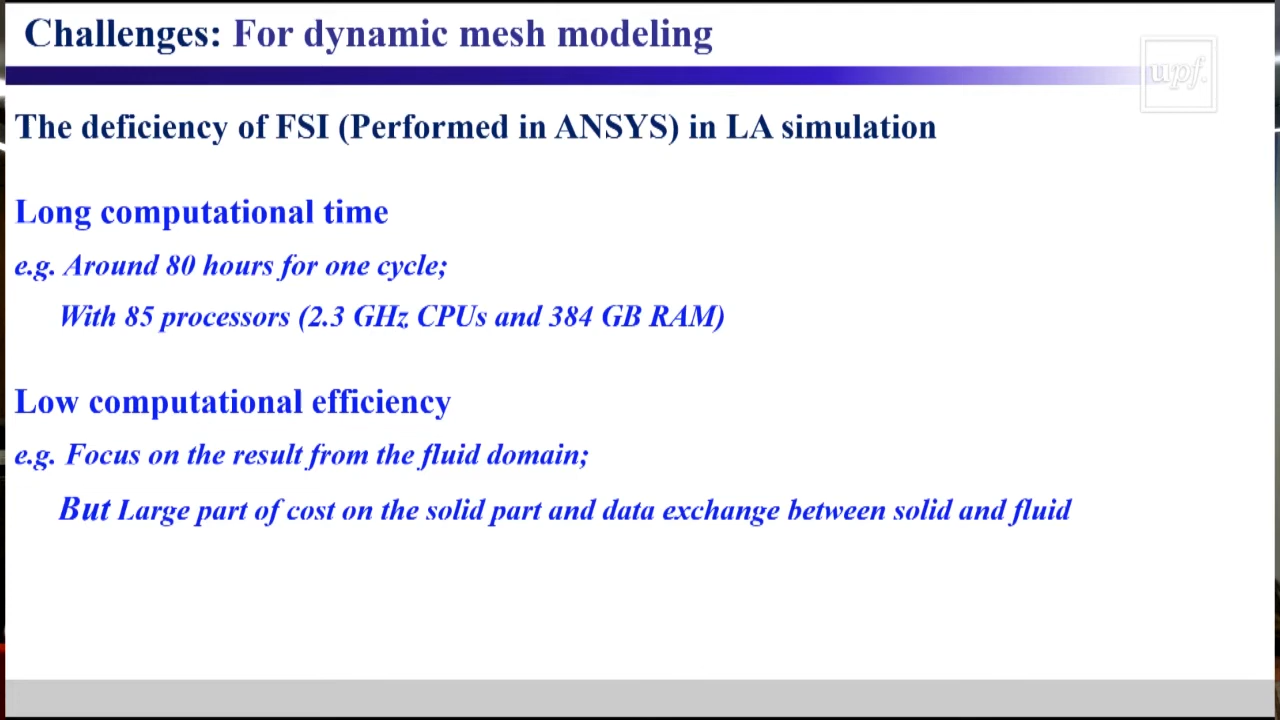 Challenges: For dynamic mesh modeling
upf.
The deficiency of FSI (Performed in ANSYS) in LA simulation
Long computational time
e.g. Around 80 hours for one cycle;
With 85 processors (2.3 GHz CPUs and 384 GB RAM)
Low computational efficiency
e.g. Focus on the result from the fluid domain;
But Large part of cost on the solid part and data exchange between solid and fluid